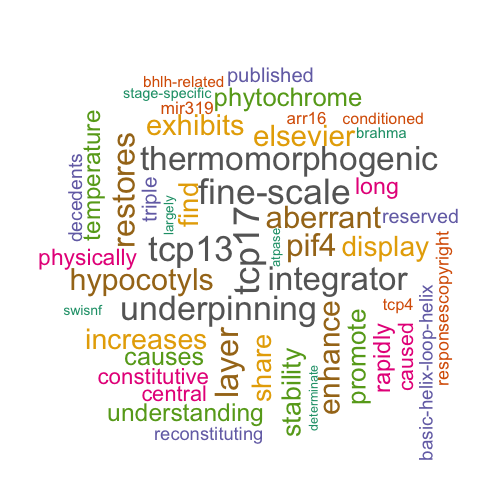 bhlh-related
published
stage-specific
phytochrome
mir319
arr16
conditioned
exhibits
elsevier
brahma
temperature
restores
thermomorphogenic
decedents
triple
largely
find
fine-scale
long
aberrant
reserved
tcp13
tcp17
atpase
pif4
display
physically
hypocotyls
integrator
swisnf
underpinning
tcp4
responsescopyright
basic-helix-loop-helix
increases
layer
share
stability
determinate
enhance
promote
rapidly
caused
causes
constitutive
central
understanding
reconstituting